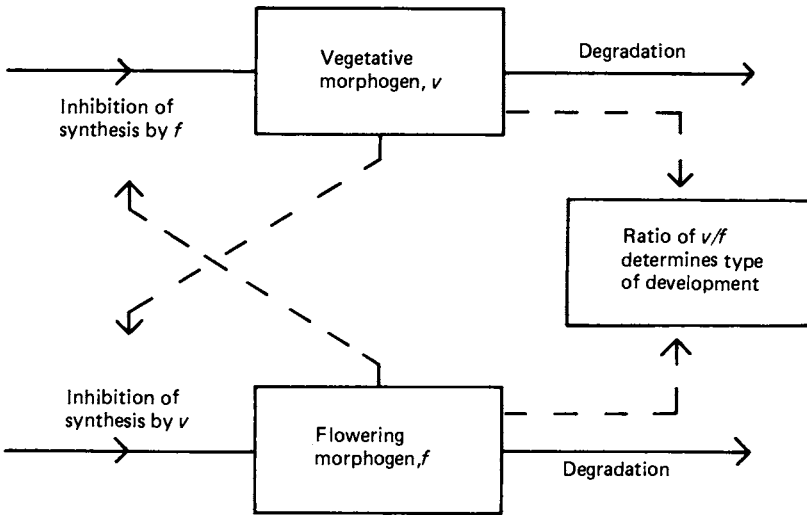 Vegetative
morphogen, v
Degradation
Inhibition of
synthesis by f
Ratio of v/f
determines type
of development
Inhibition of
synthesis by v
Flowering
morphogen,f
Degradation